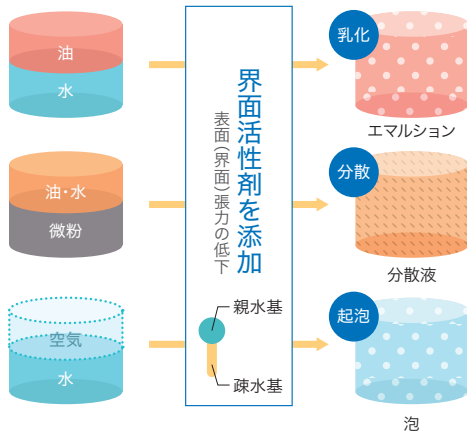 油
水
油・水
微粉
空気
水
界面活性剤を添加
表面(界面)張力の低下
親水基
疎水基
乳化
エマルション
分散
分散液
起泡
泡